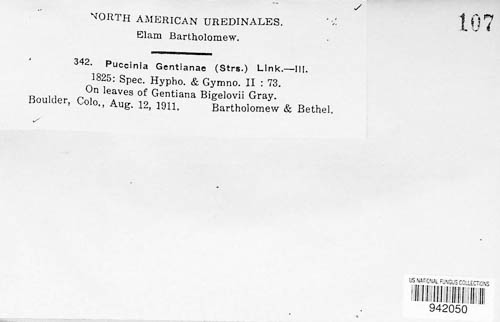 NORTH AMERICAN UREDINALES.
Elam Bartholomew.
107
342. Puccinia Gentianae (Strs.) Link.—III.
1825: Spec. Hypho. & Gymno. II : 73.
On leaves of Gentiana Bigelovii Gray.
Boulder, Colo., Aug. 12, 1911. Bartholomew & Bethel.
US NATIONAL FUNGUS COLLECTIONS
942050